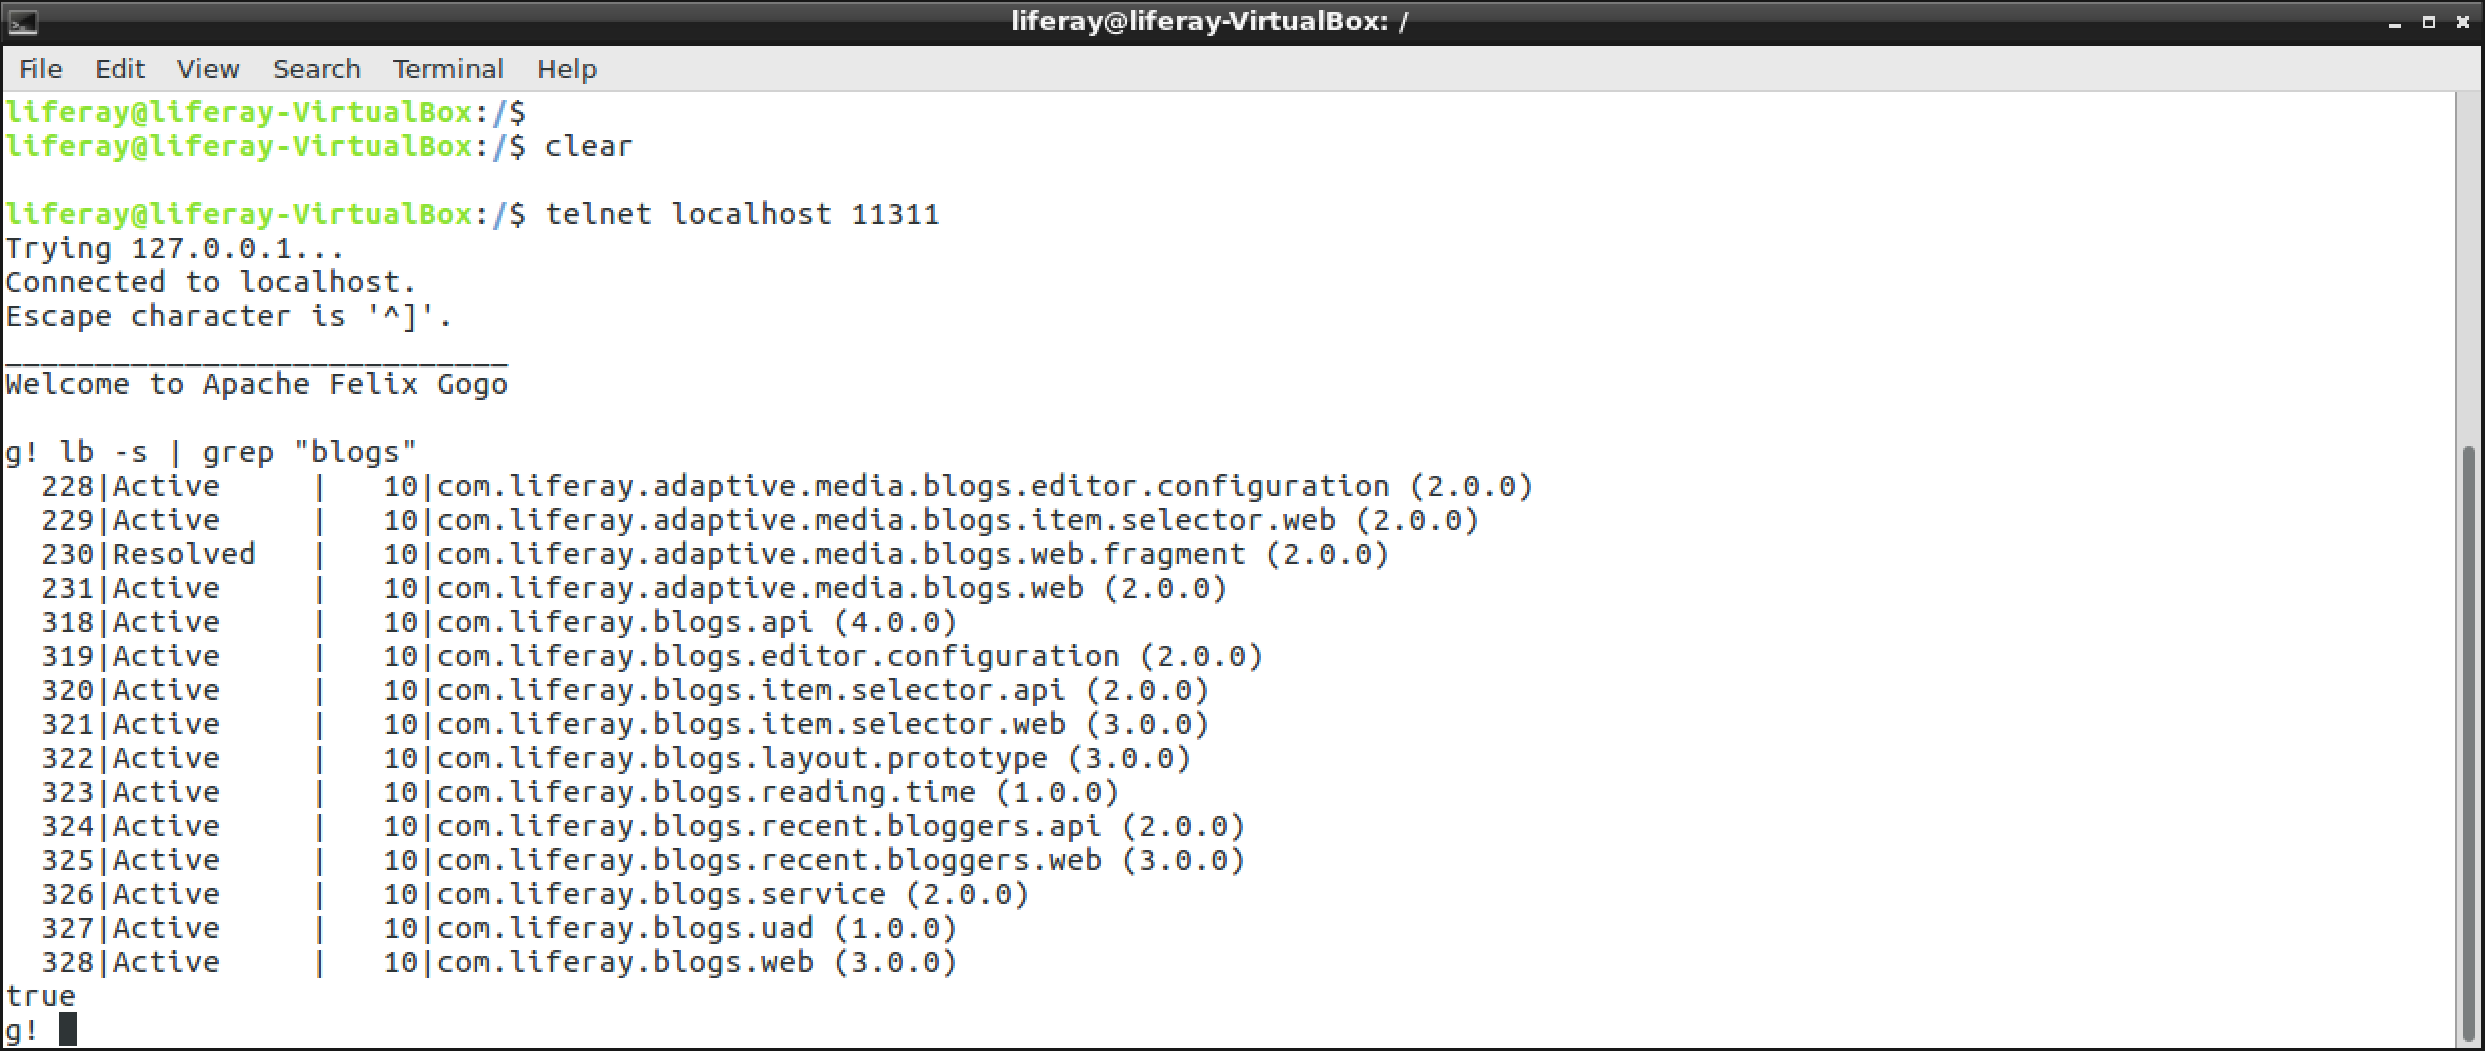 liferay@liferay-VirtualBox: /
File Edit View Search Terminal Help
liferay@liferay-VirtualBox:/$
liferay@liferay-VirtualBox:/$ clear
liferay@liferay-VirtualBox:/$ telnet localhost 11311
Trying 127.0.0.1...
Connected to localhost.
Escape character is '^]'.
____________________________
Welcome to Apache Felix Gogo
g! lb -s | grep "blogs"
  228|Active     |   10|com.liferay.adaptive.media.blogs.editor.configuration (2.0.0)
  229|Active     |   10|com.liferay.adaptive.media.blogs.item.selector.web (2.0.0)
  230|Resolved   |   10|com.liferay.adaptive.media.blogs.web.fragment (2.0.0)
  231|Active     |   10|com.liferay.adaptive.media.blogs.web (2.0.0)
  318|Active     |   10|com.liferay.blogs.api (4.0.0)
  319|Active     |   10|com.liferay.blogs.editor.configuration (2.0.0)
  320|Active     |   10|com.liferay.blogs.item.selector.api (2.0.0)
  321|Active     |   10|com.liferay.blogs.item.selector.web (3.0.0)
  322|Active     |   10|com.liferay.blogs.layout.prototype (3.0.0)
  323|Active     |   10|com.liferay.blogs.reading.time (1.0.0)
  324|Active     |   10|com.liferay.blogs.recent.bloggers.api (2.0.0)
  325|Active     |   10|com.liferay.blogs.recent.bloggers.web (3.0.0)
  326|Active     |   10|com.liferay.blogs.service (2.0.0)
  327|Active     |   10|com.liferay.blogs.uad (1.0.0)
  328|Active     |   10|com.liferay.blogs.web (3.0.0)
true
g!